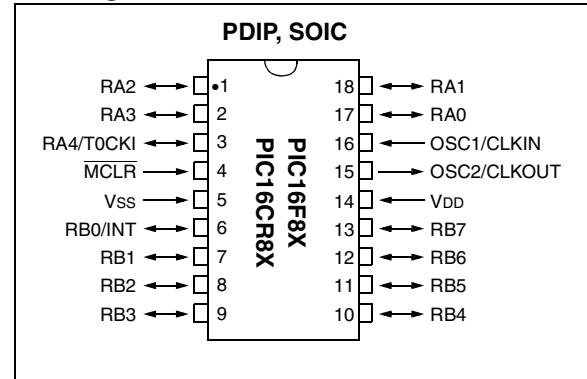 PDIP, SOIC
RA2 •1 18 RA1
RA3 2 17 RA0
RA4/T0CKI 3 16 OSC1/CLKIN
MCLR 4 15 OSC2/CLKOUT
VSS 5 14 VDD
RB0/INT 6 13 RB7
RB1 7 12 RB6
RB2 8 11 RB5
RB3 9 10 RB4
PIC16F8X
PIC16CR8X